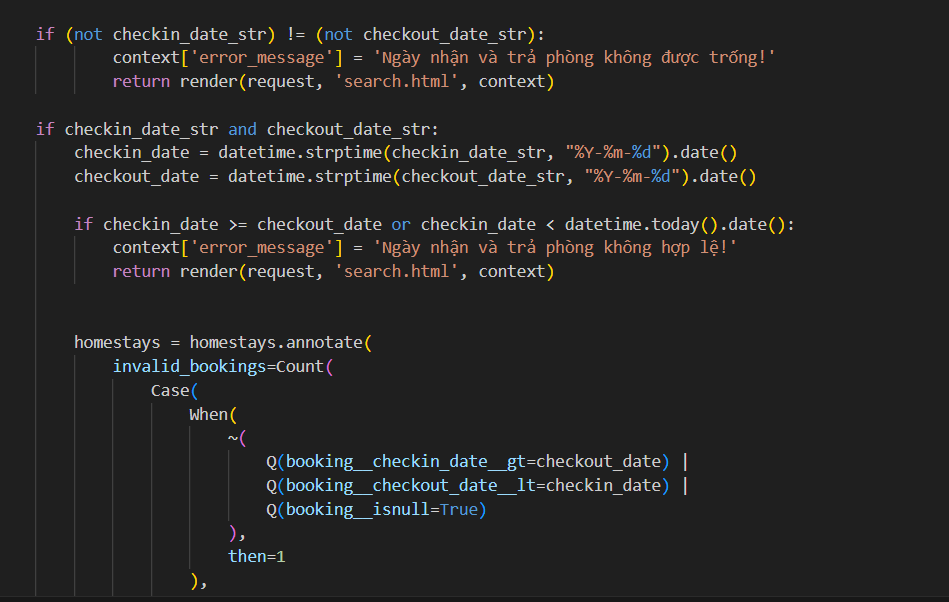 if (not checkin_date_str) != (not checkout_date_str):
context['error_message'] = 'Ngày nhận và trả phòng không được trống!'
return render(request, 'search.html', context)
if checkin_date_str and checkout_date_str:
checkin_date = datetime.strptime(checkin_date_str, "%Y-%m-%d").date()
checkout_date = datetime.strptime(checkout_date_str, "%Y-%m-%d").date()
if checkin_date >= checkout_date or checkin_date < datetime.today().date():
context['error_message'] = 'Ngày nhận và trả phòng không hợp lệ!'
return render(request, 'search.html', context)
homestays = homestays.annotate(
invalid_bookings=Count(
Case(
When(
~(
Q(booking__checkin_date__gt=checkout_date) |
Q(booking__checkout_date__lt=checkin_date) |
Q(booking__isnull=True)
),
then=1
),